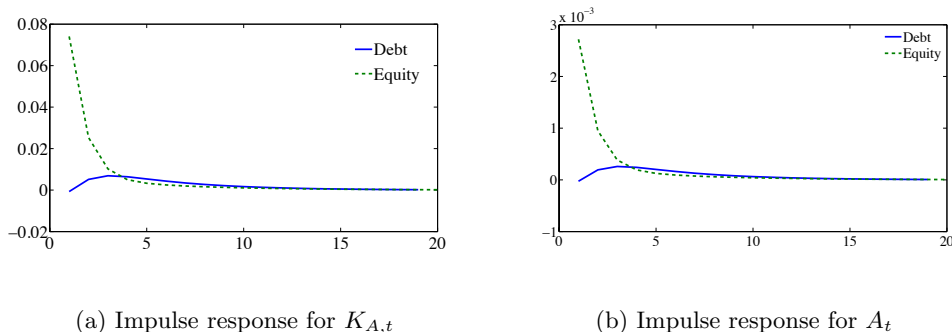 0.08
0.06
0.04
0.02
0
−0.02
0 5 10 15 20
Debt
Equity
x 10⁻³
3
2
1
0
−1
0 5 10 15 20
Debt
Equity
(a) Impulse response for K_{A,t}
(b) Impulse response for A_t